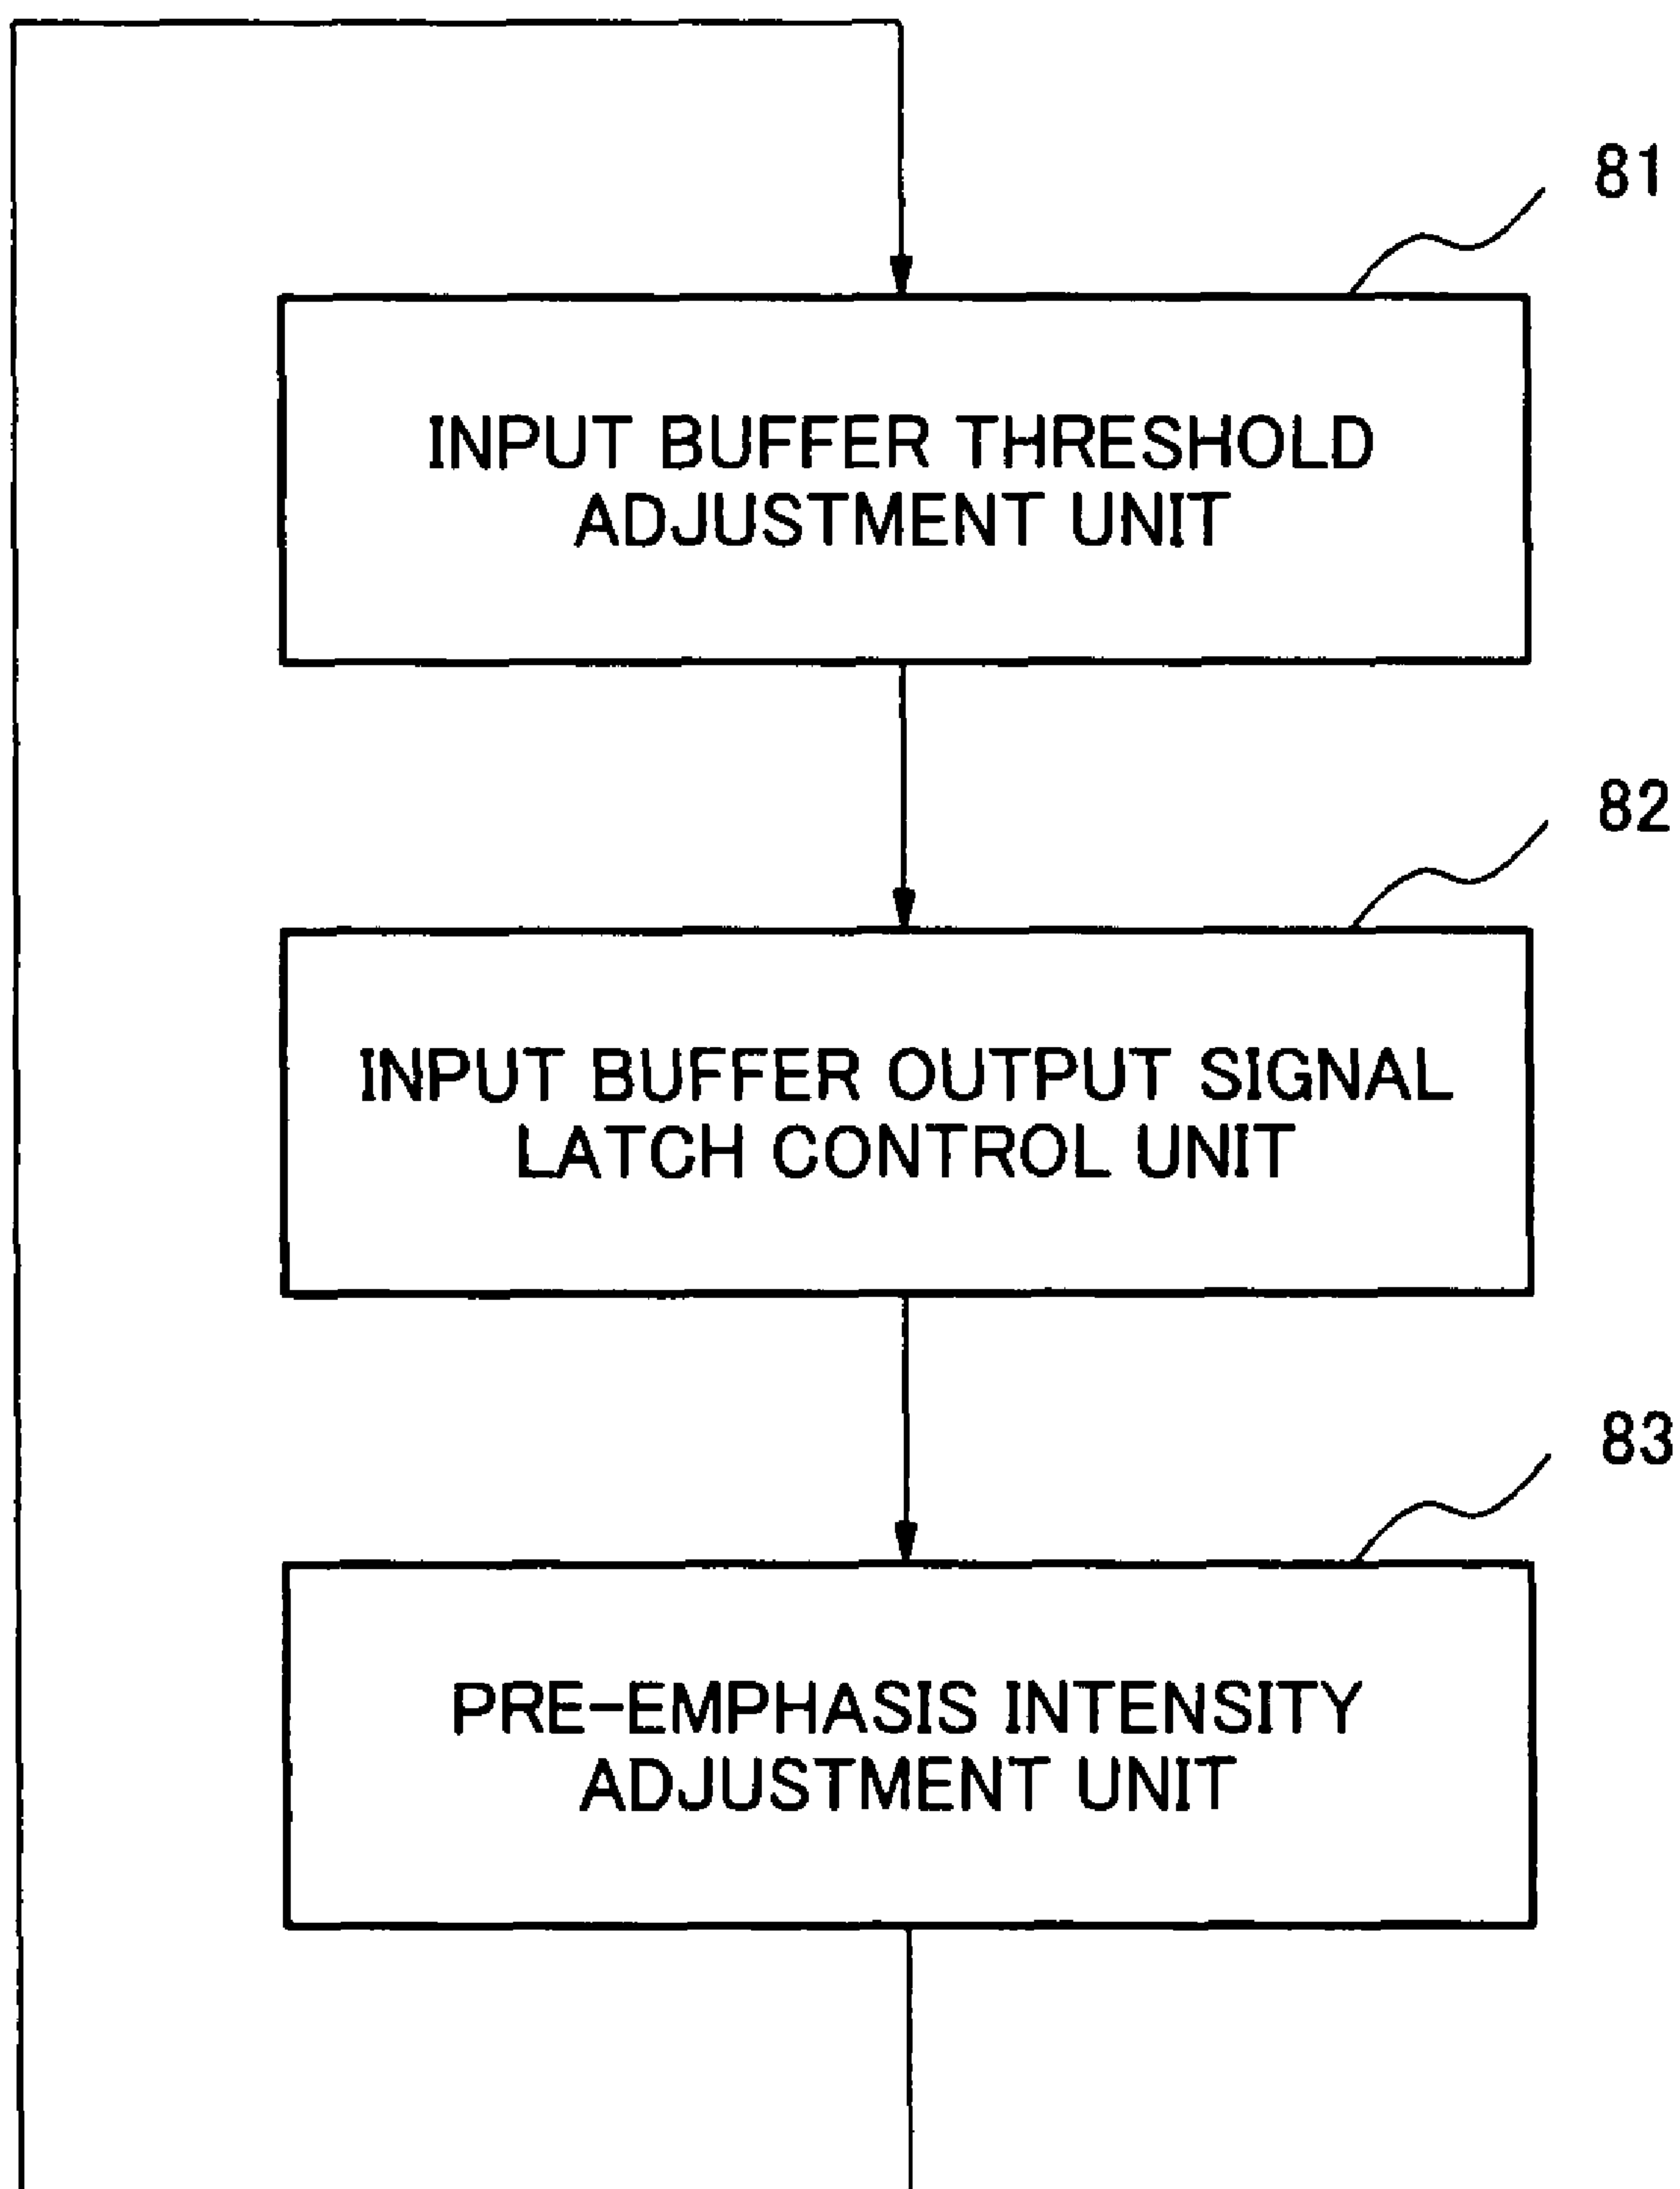 81
INPUT BUFFER THRESHOLD
ADJUSTMENT UNIT
82
INPUT BUFFER OUTPUT SIGNAL
LATCH CONTROL UNIT
83
PRE-EMPHASIS INTENSITY
ADJUSTMENT UNIT